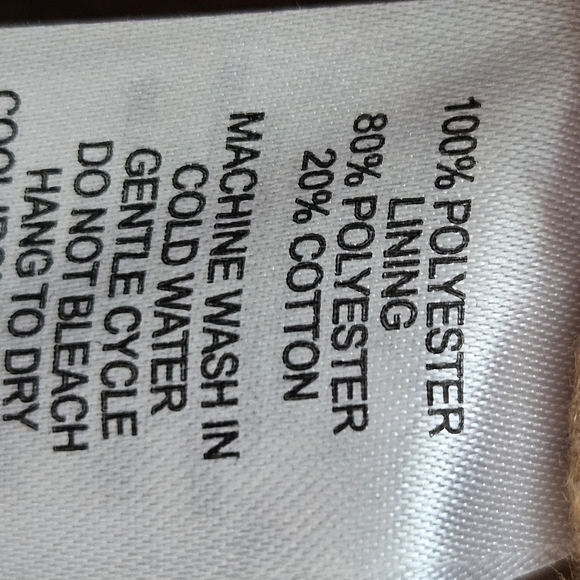 100% POLYESTER
LINING
80% POLYESTER
20% COTTON
MACHINE WASH IN
COLD WATER
GENTLE CYCLE
DO NOT BLEACH
HANG TO DRY
COOL